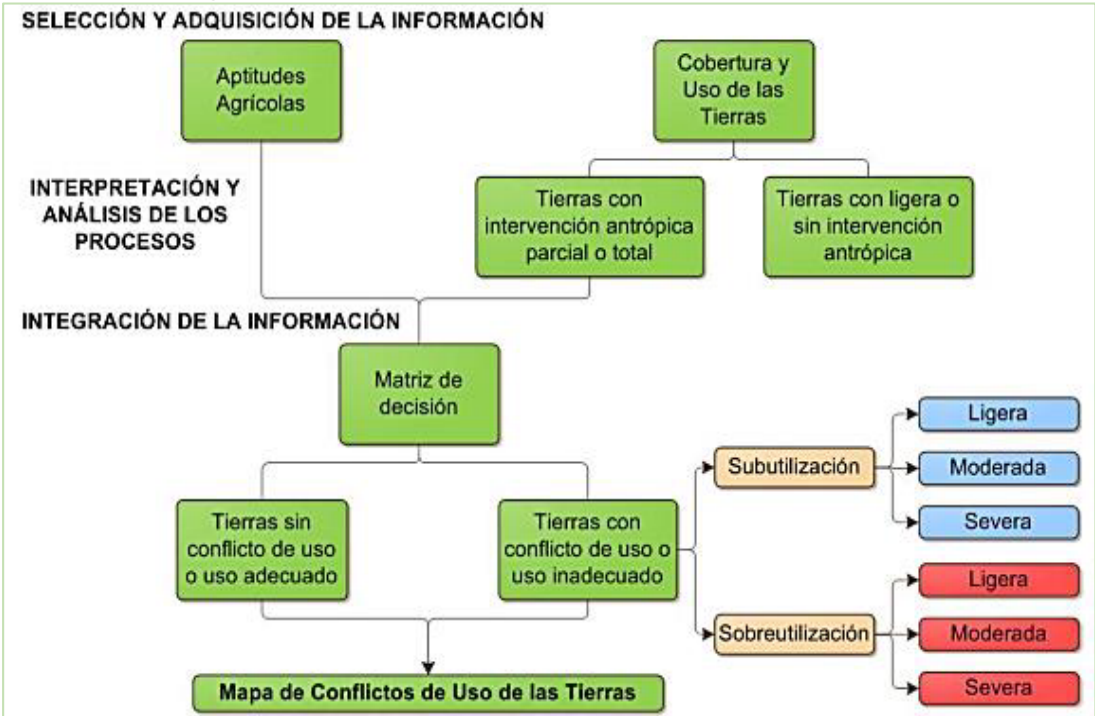 SELECCIÓN Y ADQUISICIÓN DE LA INFORMACIÓN
Aptitudes
Agrícolas
Cobertura y
Uso de las
Tierras
INTERPRETACIÓN Y
ANÁLISIS DE LOS
PROCESOS
Tierras con
intervención antrópica
parcial o total
Tierras con ligera o
sin intervención
antrópica
INTEGRACIÓN DE LA INFORMACIÓN
Matriz de
decisión
Tierras sin
conflicto de uso
o uso adecuado
Tierras con
conflicto de uso o
uso inadecuado
Subutilización
Ligera
Moderada
Severa
Sobreutilización
Ligera
Moderada
Severa
Mapa de Conflictos de Uso de las Tierras